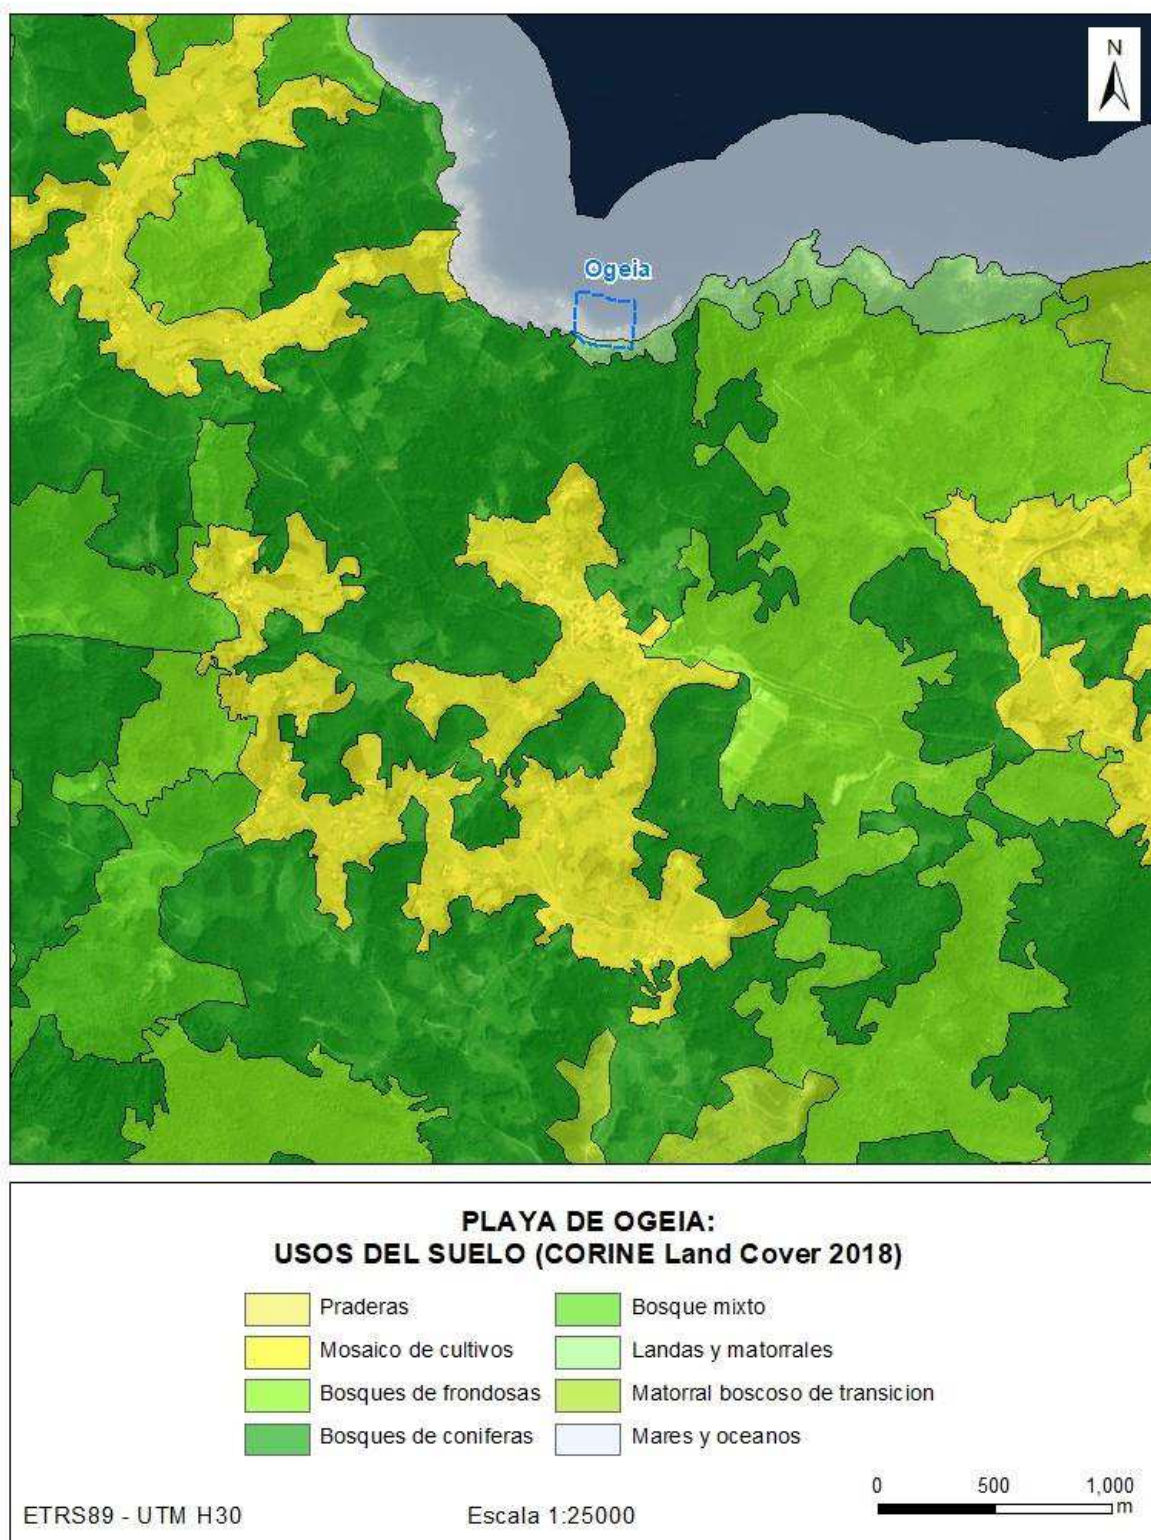 N
Ogeia
PLAYA DE OGEIA:
USOS DEL SUELO (CORINE Land Cover 2018)
Praderas
Mosaico de cultivos
Bosques de frondosas
Bosques de coniferas
Bosque mixto
Landas y matorrales
Matorral boscoso de transicion
Mares y oceanos
0 500 1,000
m
ETRS89 - UTM H30
Escala 1:25000